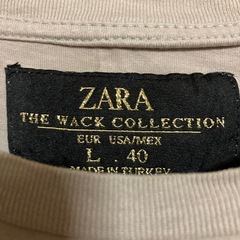 ZARA
THE WACK COLLECTION
EUR USA/MEX
L . 40
MADE IN TURKEY